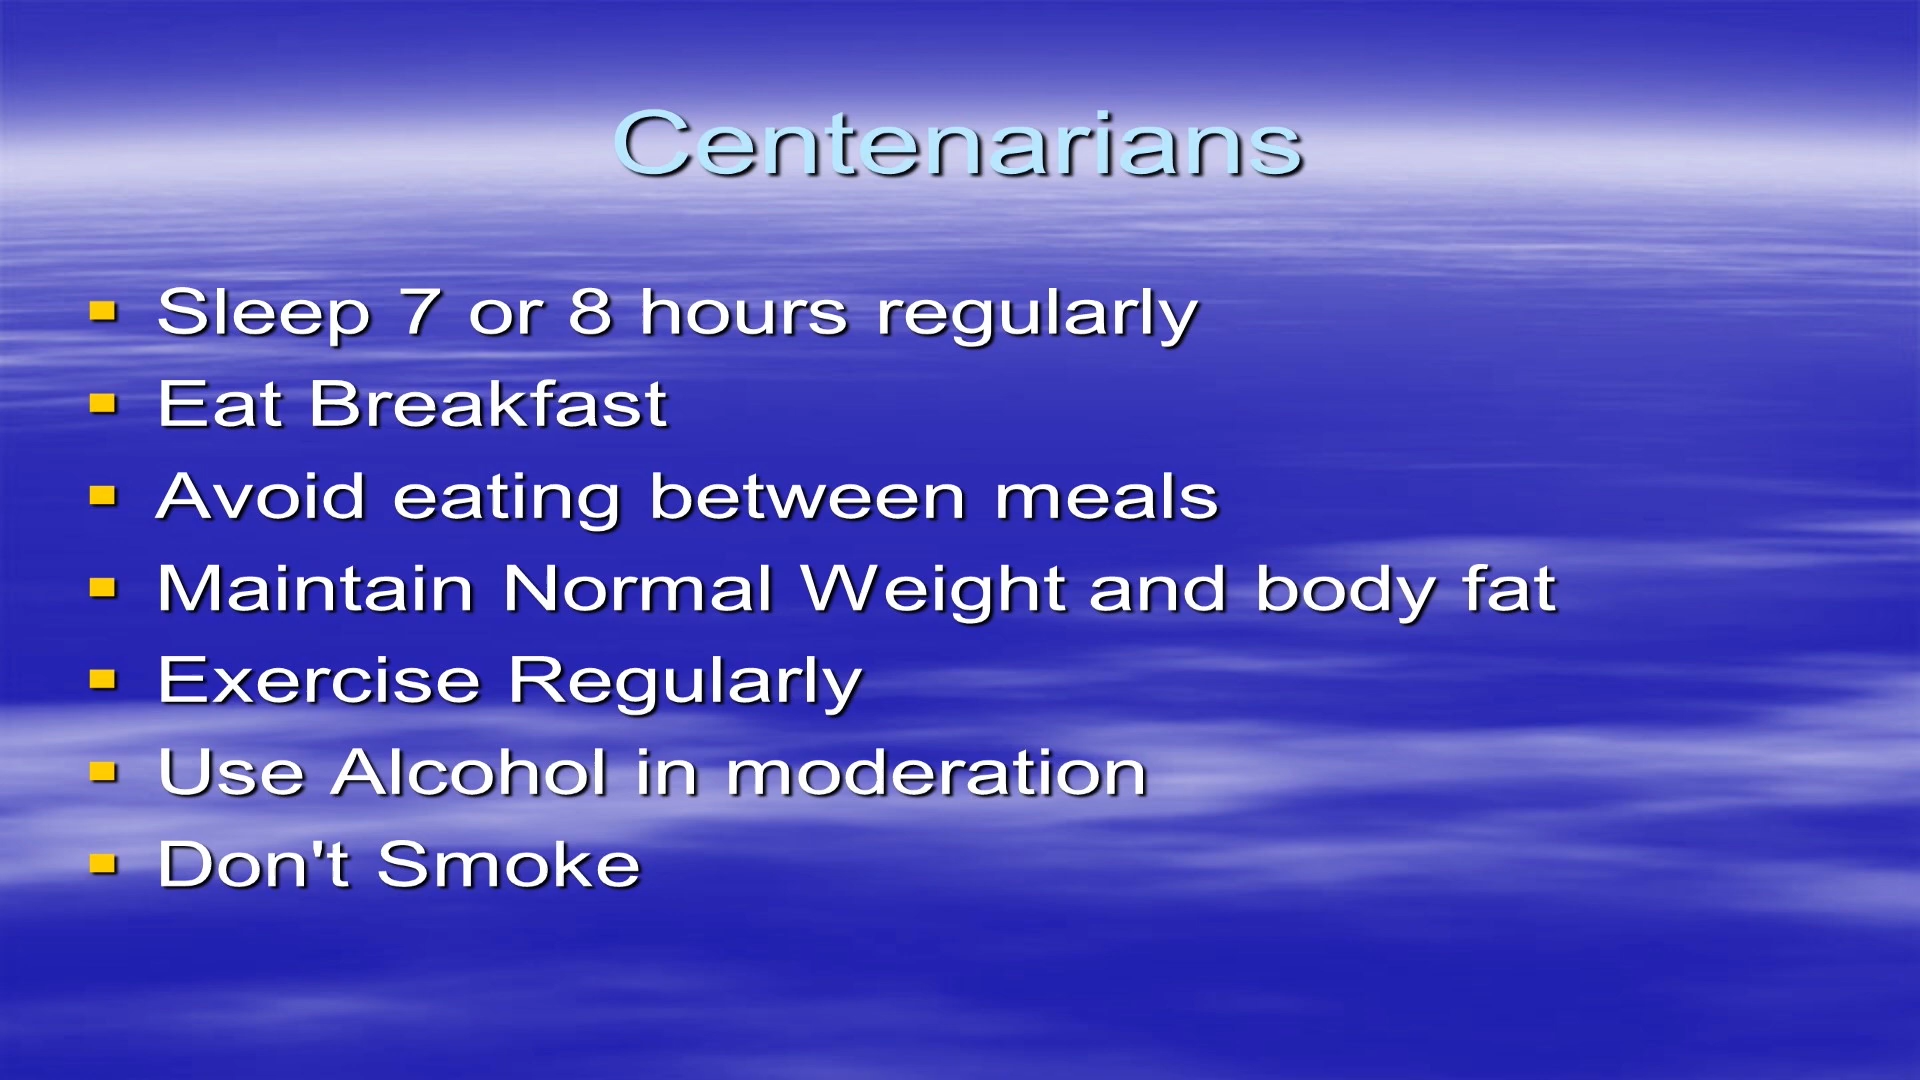 Centenarians
Sleep 7 or 8 hours regularly
Eat Breakfast
Avoid eating between meals
Maintain Normal Weight and body fat
Exercise Regularly
Use Alcohol in moderation
Don't Smoke